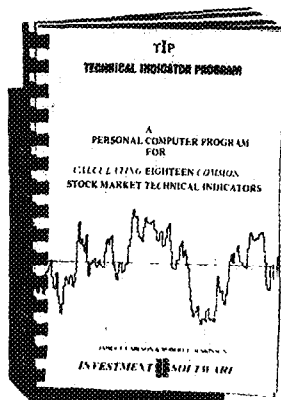 TIP
TECHNICAL INDICATOR PROGRAM
A
PERSONAL COMPUTER PROGRAM
FOR
CALCULATING EIGHTEEN COMMON
STOCK MARKET TECHNICAL INDICATORS
INVESTMENT SOFTWARE